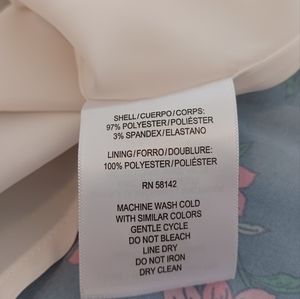 SHELL/CUERPO/CORPS:
97% POLYESTER/POLIÉSTER
3% SPANDEX/ELASTANO
LINING/FORRO/DOUBLURE:
100% POLYESTER/POLIÉSTER
RN 58142
MACHINE WASH COLD
WITH SIMILAR COLORS
GENTLE CYCLE
DO NOT BLEACH
LINE DRY
DO NOT IRON
DRY CLEAN